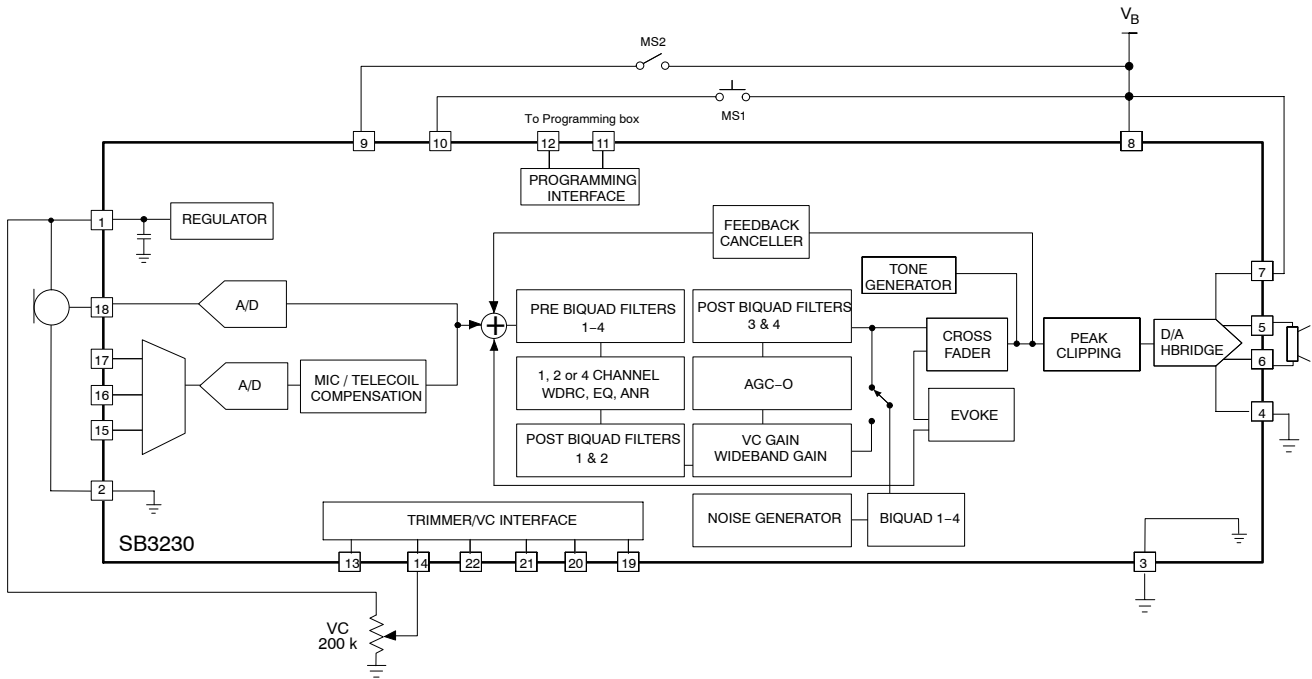 VB
MS2
MS1
To Programming box
9
10
12
11
8
PROGRAMMING
INTERFACE
1
REGULATOR
FEEDBACK
CANCELLER
TONE
GENERATOR
7
18
A/D
PRE BIQUAD FILTERS
1–4
POST BIQUAD FILTERS
3 & 4
CROSS
FADER
PEAK
CLIPPING
D/A
HBRIDGE
5
6
17
16
15
A/D
MIC / TELECOIL
COMPENSATION
1, 2 or 4 CHANNEL
WDRC, EQ, ANR
AGC–O
EVOKE
4
POST BIQUAD FILTERS
1 & 2
VC GAIN
WIDEBAND GAIN
2
TRIMMER/VC INTERFACE
NOISE GENERATOR
BIQUAD 1–4
SB3230
13
14
22
21
20
19
3
VC
200 k